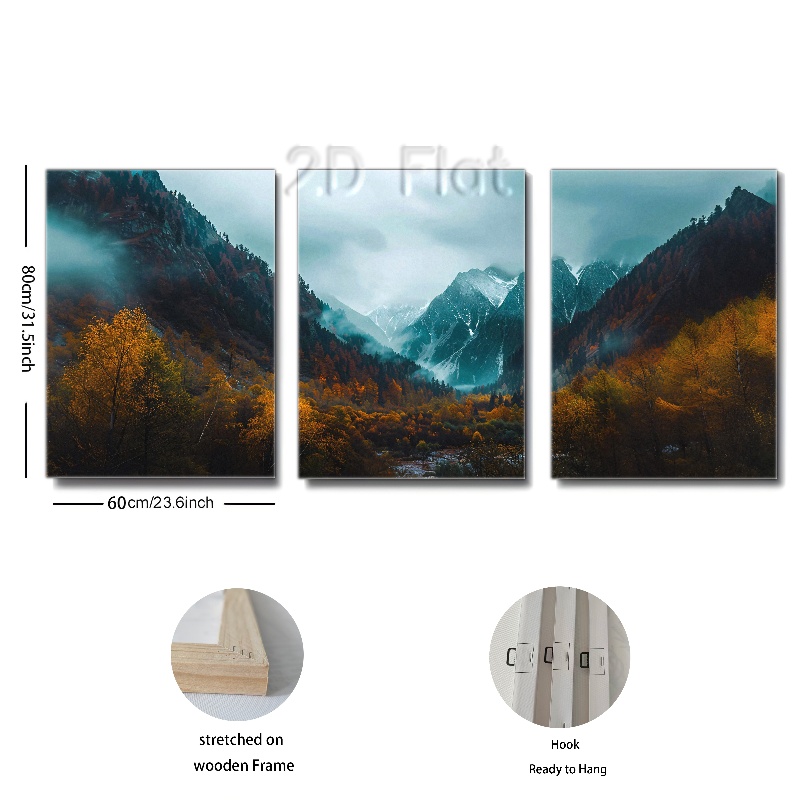 2D Flat
80cm/31.5inch
60cm/23.6inch
stretched on
wooden Frame
Hook
Ready to Hang